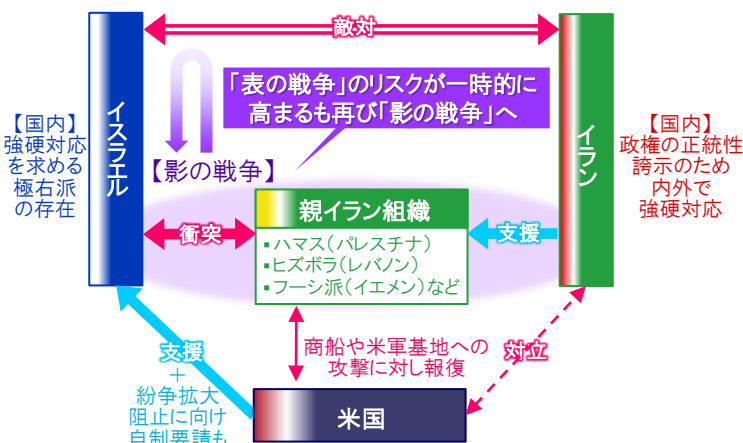 敵対
「表の戦争」のリスクが一時的に
高まるも再び「影の戦争」へ
【国内】
強硬対応
を求める
極右派
の存在
イスラエル
【影の戦争】
イラン
【国内】
政権の正統性
誇示のため
内外で
強硬対応
親イラン組織
▪ハマス(パレスチナ)
▪ヒズボラ(レバノン)
▪フーシ派(イエメン)など
衝突
支援
商船や米軍基地への
攻撃に対し報復
対立
支援
+
紛争拡大
阻止に向け
自制要請も
米国